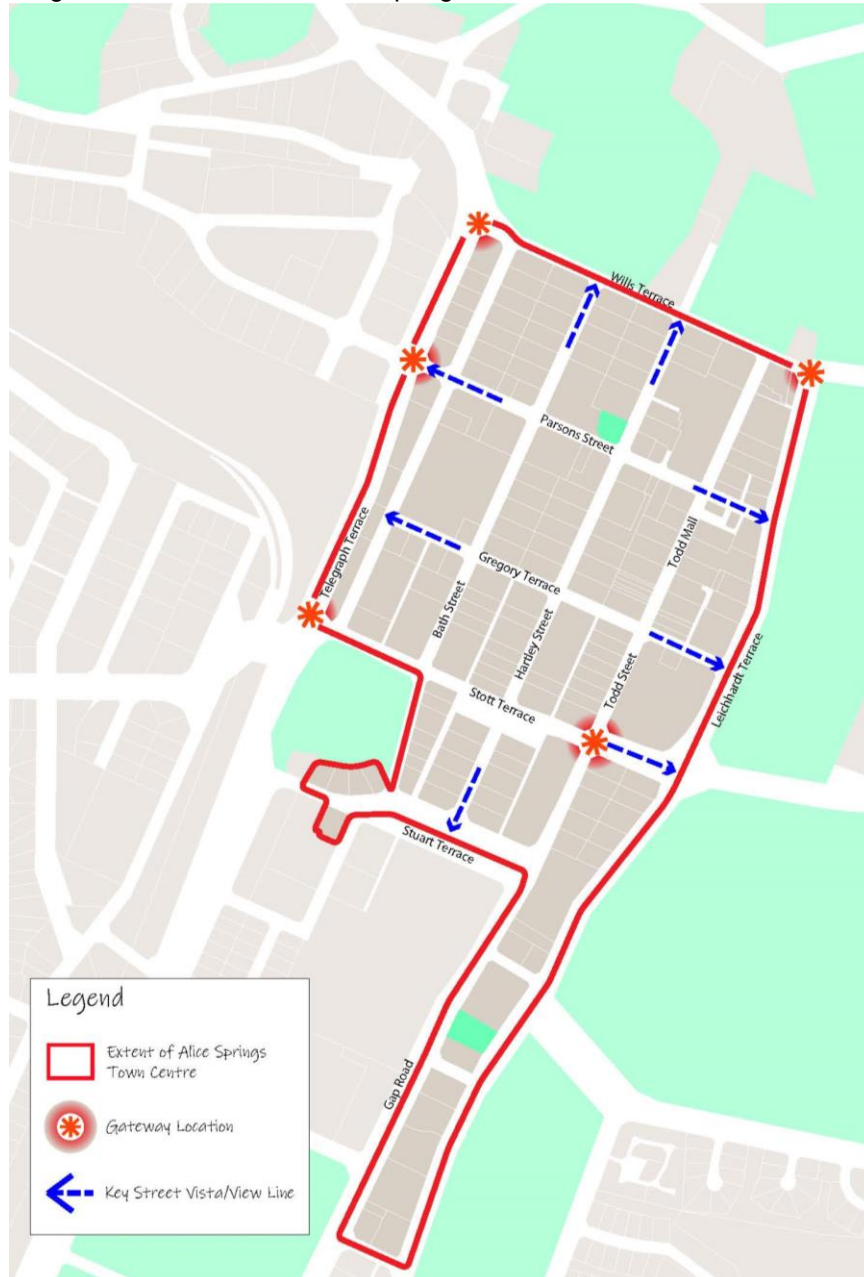 Wills Terrace
Parsons Street
Telegraph Terrace
Todd Mall
Gregory Terrace
Bath Street
Hartley Street
Leichhardt Terrace
Todd Steet
Stott Terrace
Stuart Terrace
Gap Road
Legend
Extent of Alice Springs
Town Centre
Gateway Location
Key Street Vista/View Line